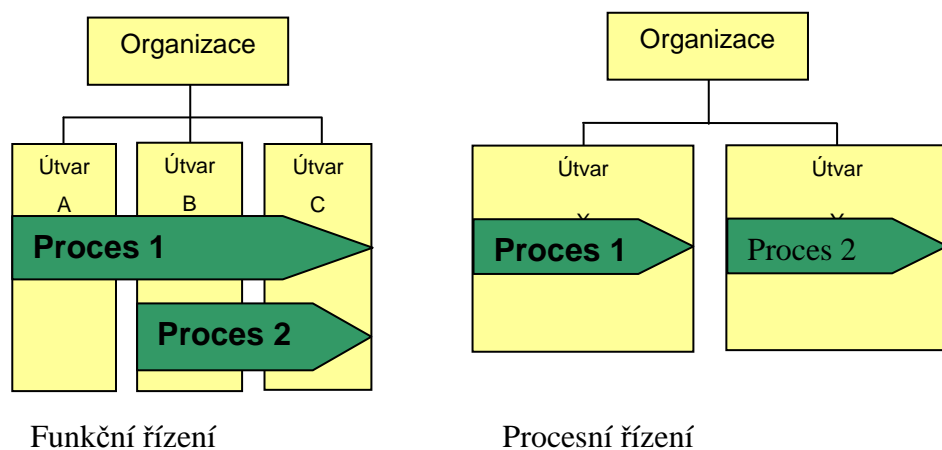 Organizace
Útvar
A
Útvar
B
Útvar
C
Proces 1
Proces 2
Funkční řízení
Organizace
Útvar
Útvar
Proces 1
Proces 2
Procesní řízení